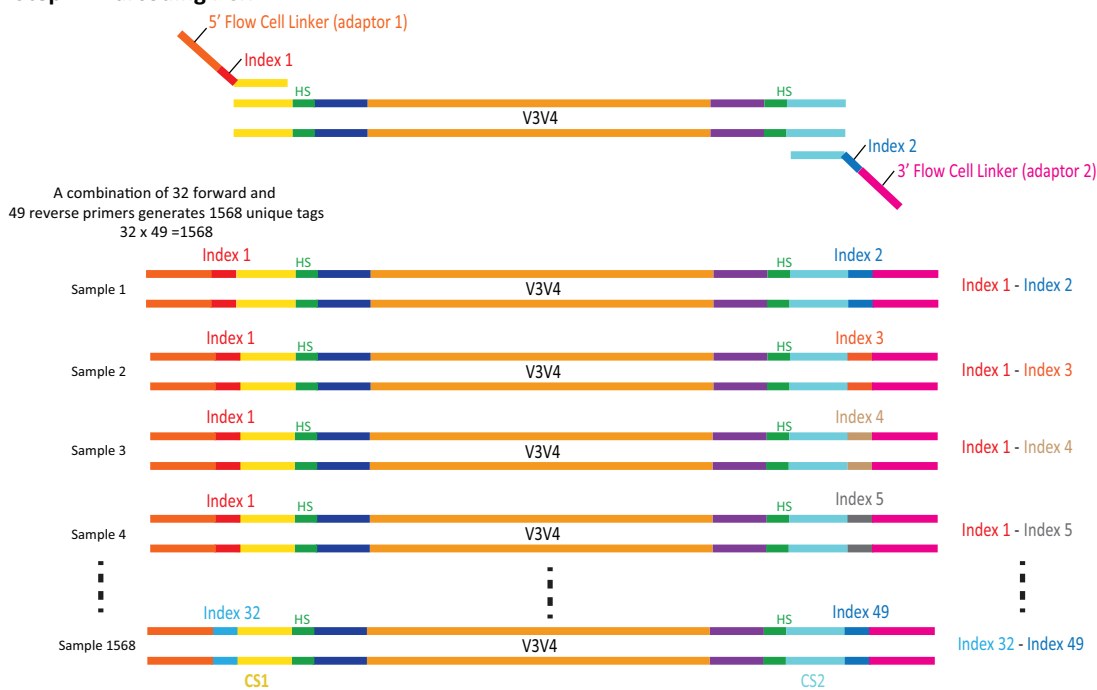 5' Flow Cell Linker (adaptor 1)
Index 1
HS HS
V3V4
Index 2
3' Flow Cell Linker (adaptor 2)
A combination of 32 forward and
49 reverse primers generates 1568 unique tags
32 x 49 =1568
Index 1 HS HS Index 2
Sample 1 V3V4 Index 1 - Index 2
Index 1 HS HS Index 3
Sample 2 V3V4 Index 1 - Index 3
Index 1 HS HS Index 4
Sample 3 V3V4 Index 1 - Index 4
Index 1 HS HS Index 5
Sample 4 V3V4 Index 1 - Index 5
Index 32 HS HS Index 49
Sample 1568 V3V4 Index 32 - Index 49
CS1 CS2